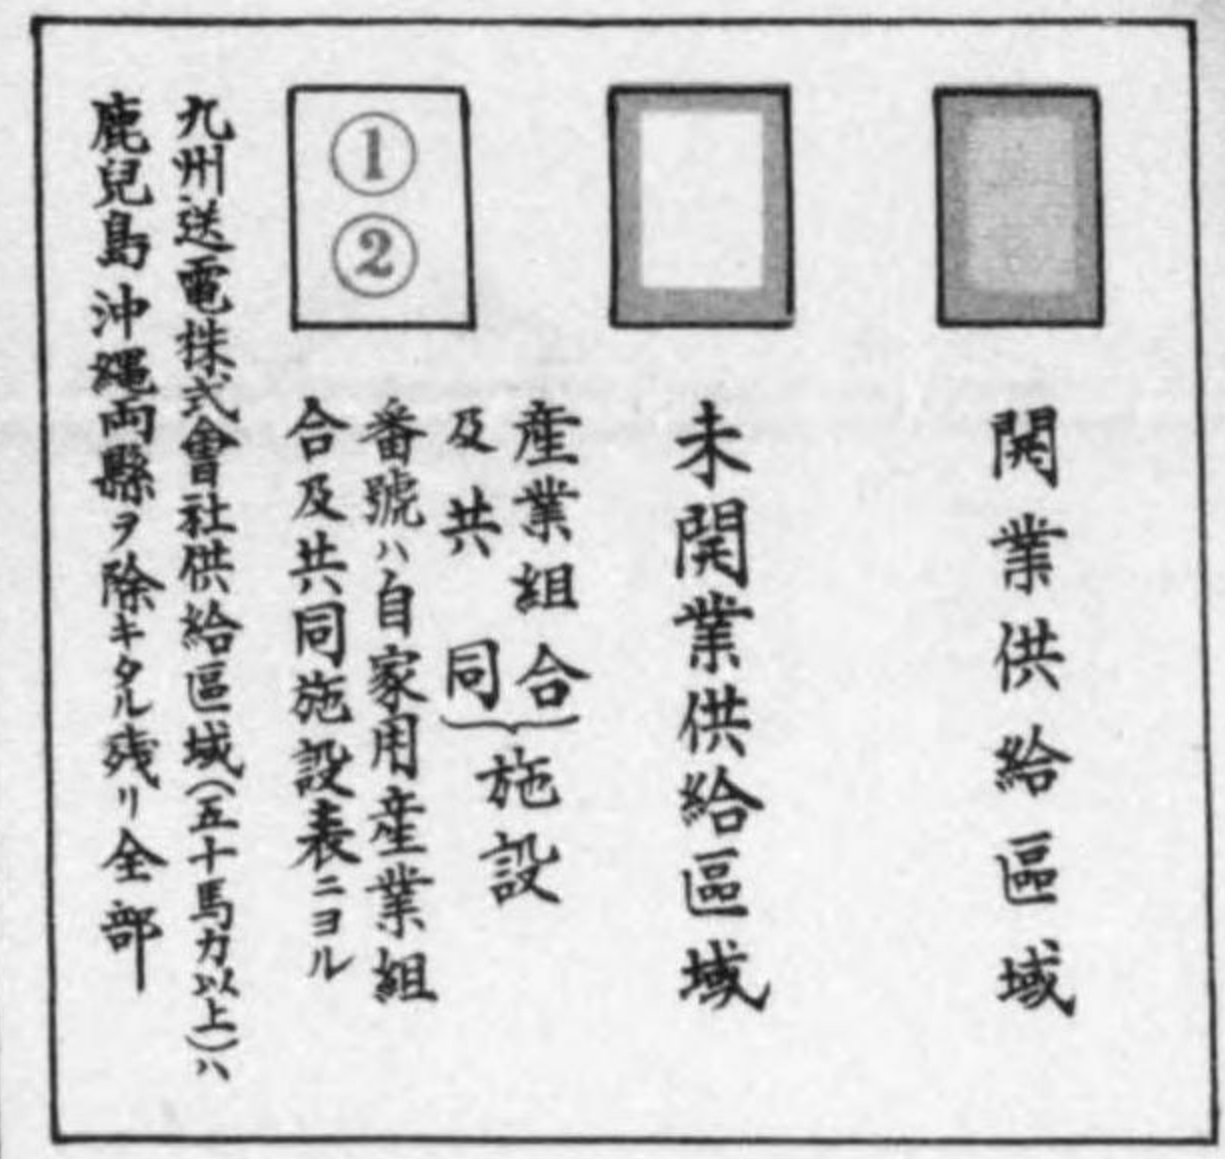 開業供給區域
未開業供給區域
①
②
産業組合
及共同
施設
番號ハ自家用産業組
合及共同施設表ニヨル
九州送電株式會社供給區域(五十馬力以上)ハ
鹿兒島沖縄両縣ヲ除キタル残リ全部